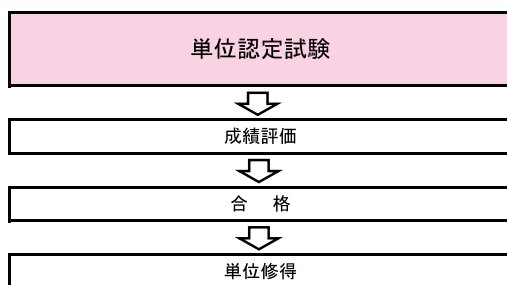 単位認定試験
成績評価
合　格
単位修得